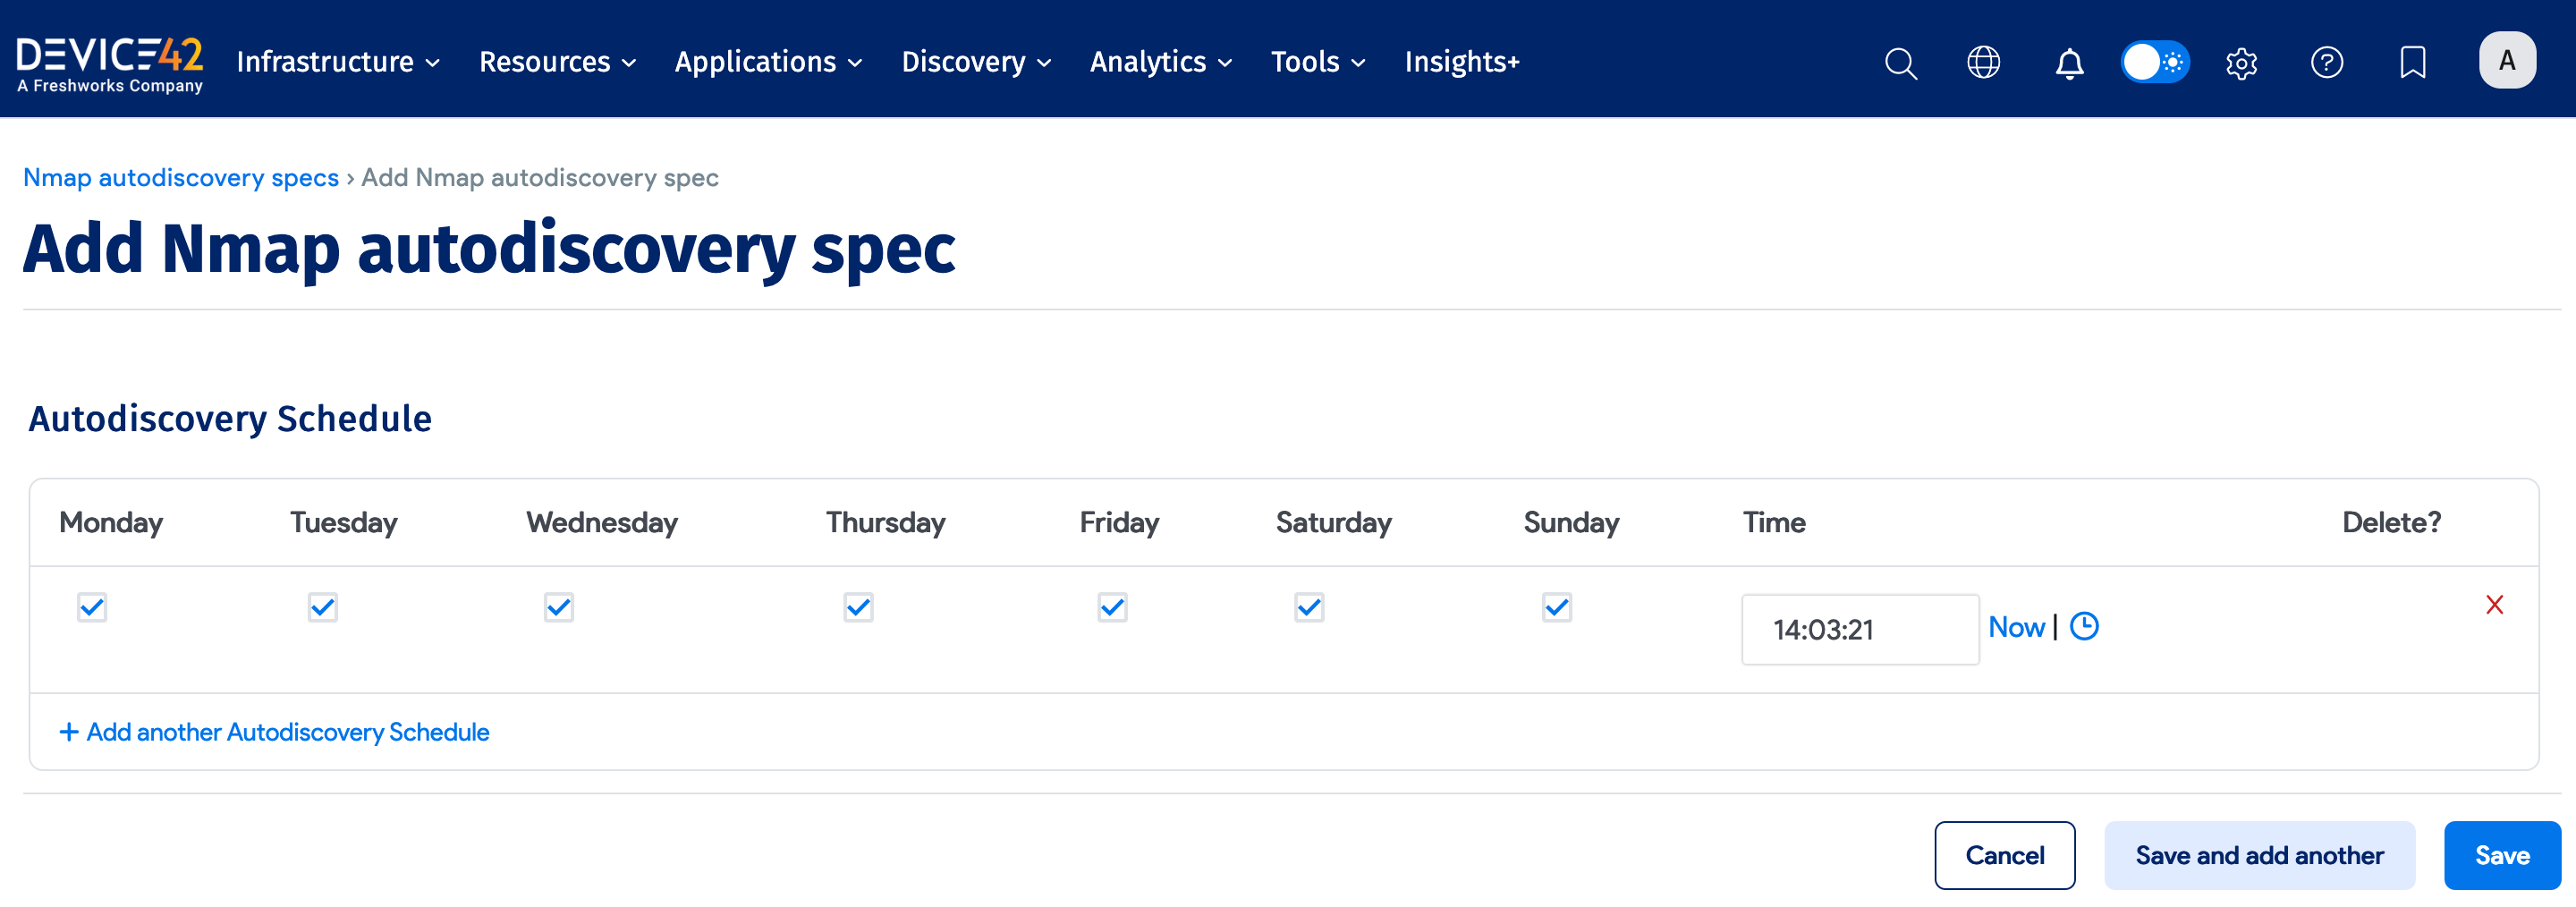 DEVICE42
A Freshworks Company
Infrastructure Resources Applications Discovery Analytics Tools Insights+
A
Nmap autodiscovery specs › Add Nmap autodiscovery spec
Add Nmap autodiscovery spec
Autodiscovery Schedule
Monday Tuesday Wednesday Thursday Friday Saturday Sunday Time Delete?
14:03:21 Now |
+ Add another Autodiscovery Schedule
Cancel Save and add another Save